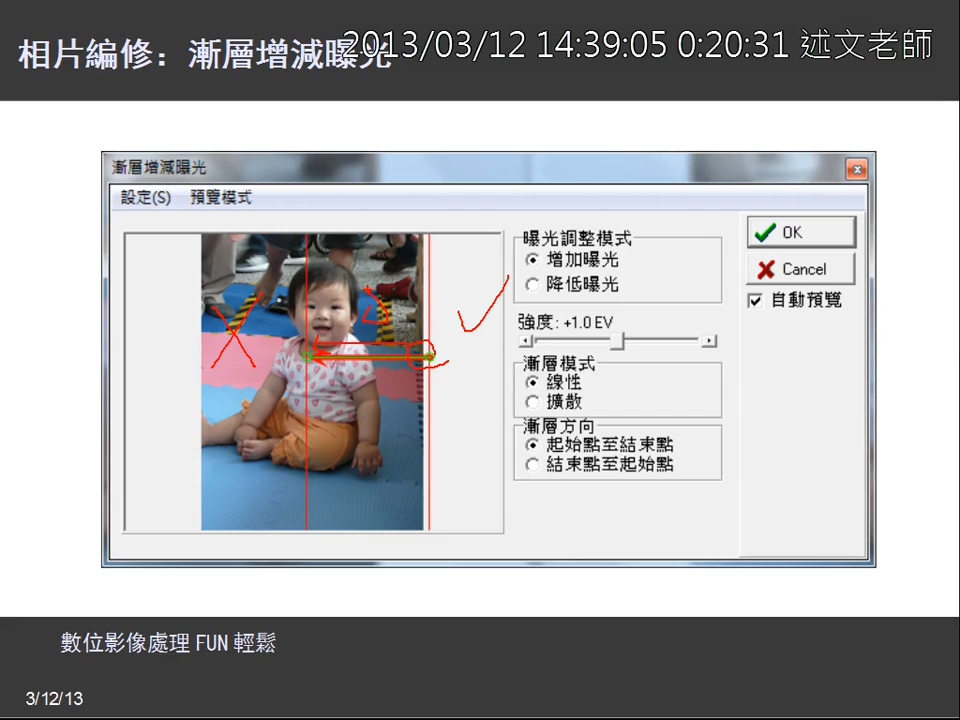 相片編修：漸層增減曝光
2013/03/12 14:39:05 0:20:31 述文老師
漸層增減曝光
設定(S) 預覽模式
曝光調整模式
增加曝光
降低曝光
強度: +1.0 EV
漸層模式
線性
擴散
漸層方向
起始點至結束點
結束點至起始點
OK
Cancel
自動預覽
數位影像處理 FUN 輕鬆
3/12/13